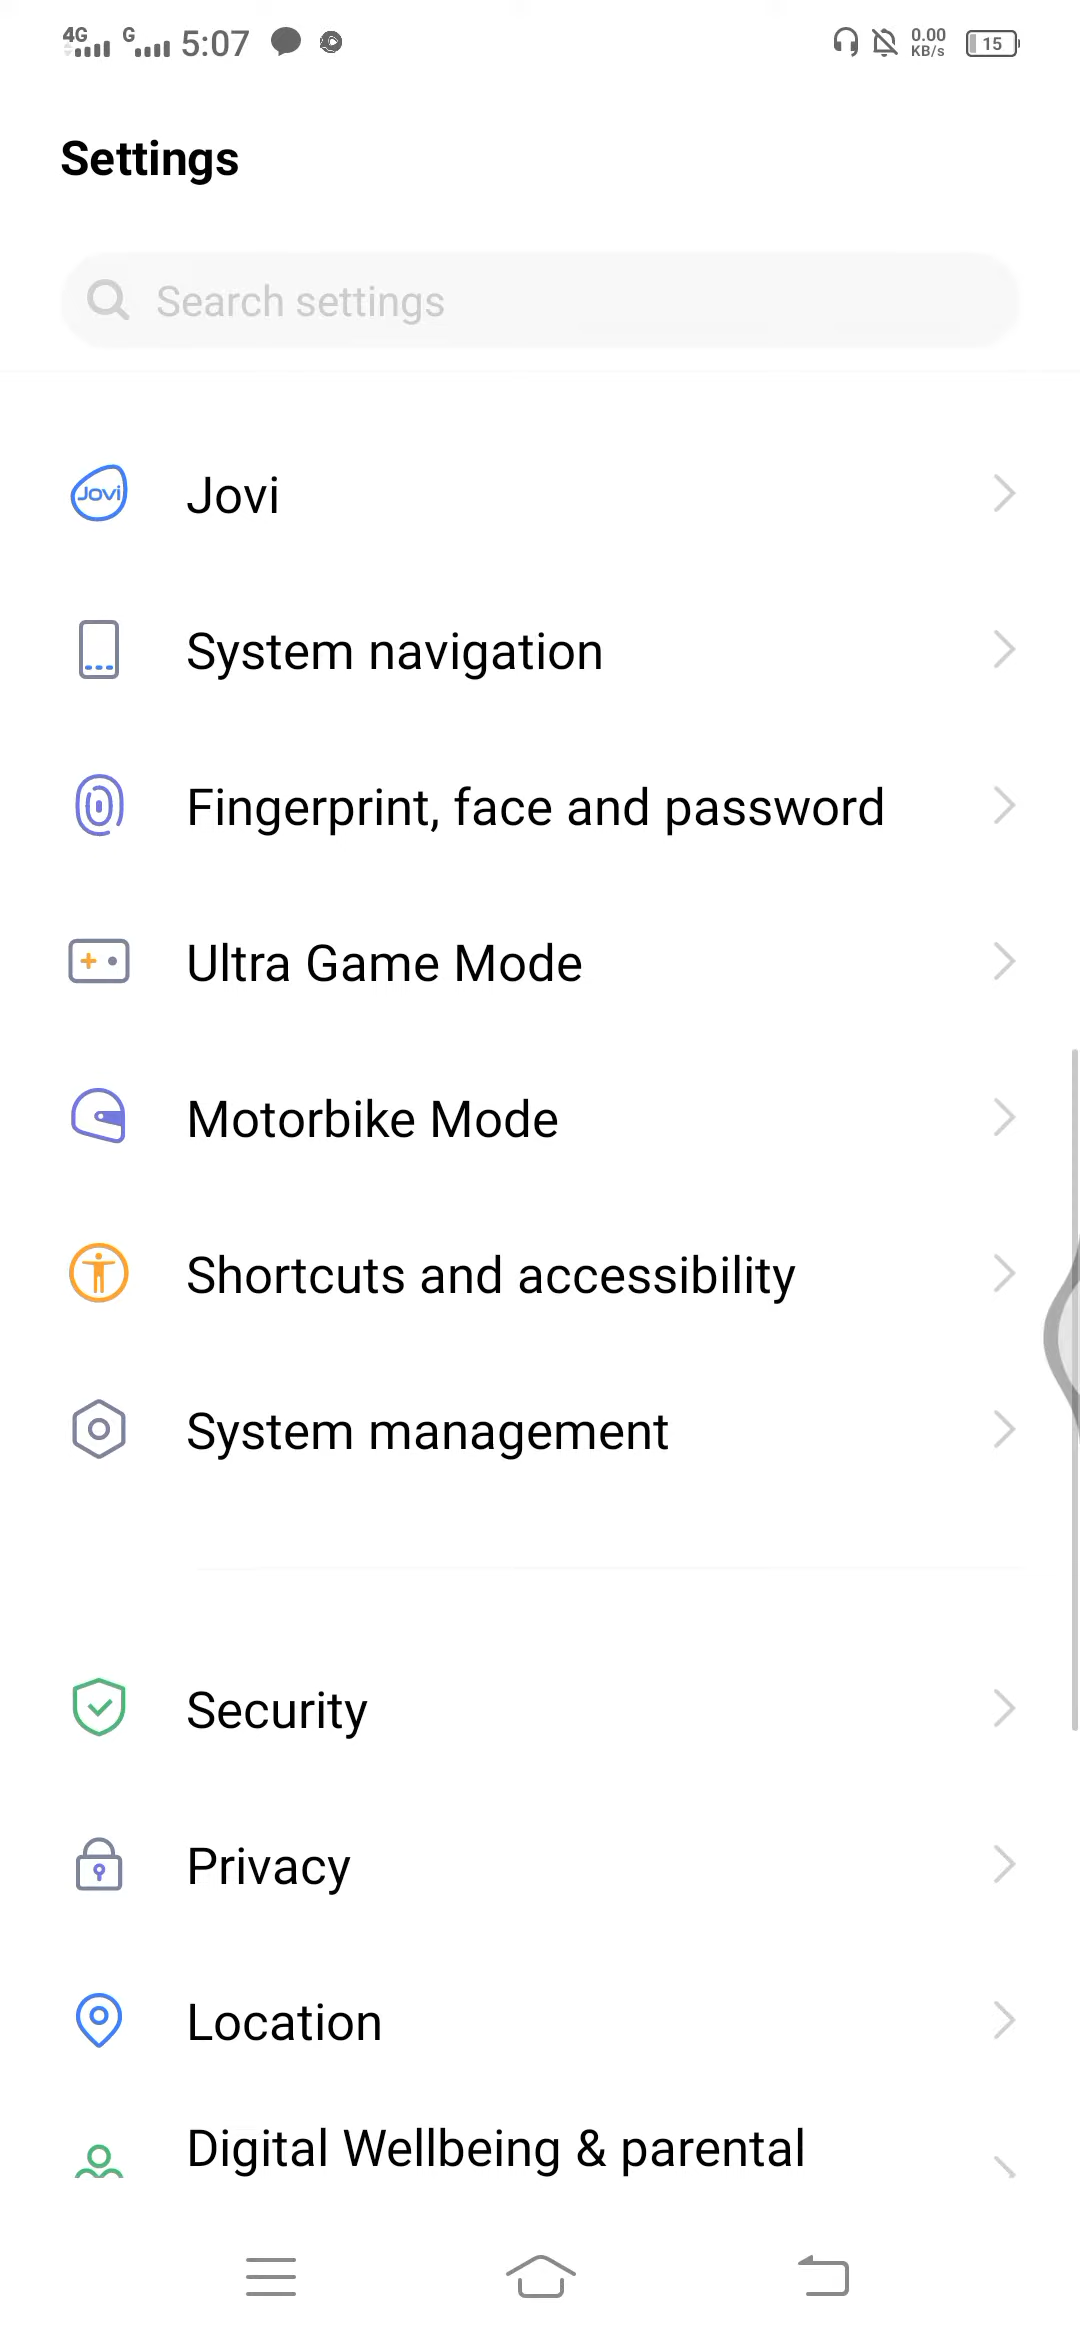 4G G 5:07 0.00 KB/s 15
Settings
Search settings
Jovi Jovi
System navigation
Fingerprint, face and password
Ultra Game Mode
Motorbike Mode
Shortcuts and accessibility
System management
Security
Privacy
Location
Digital Wellbeing & parental